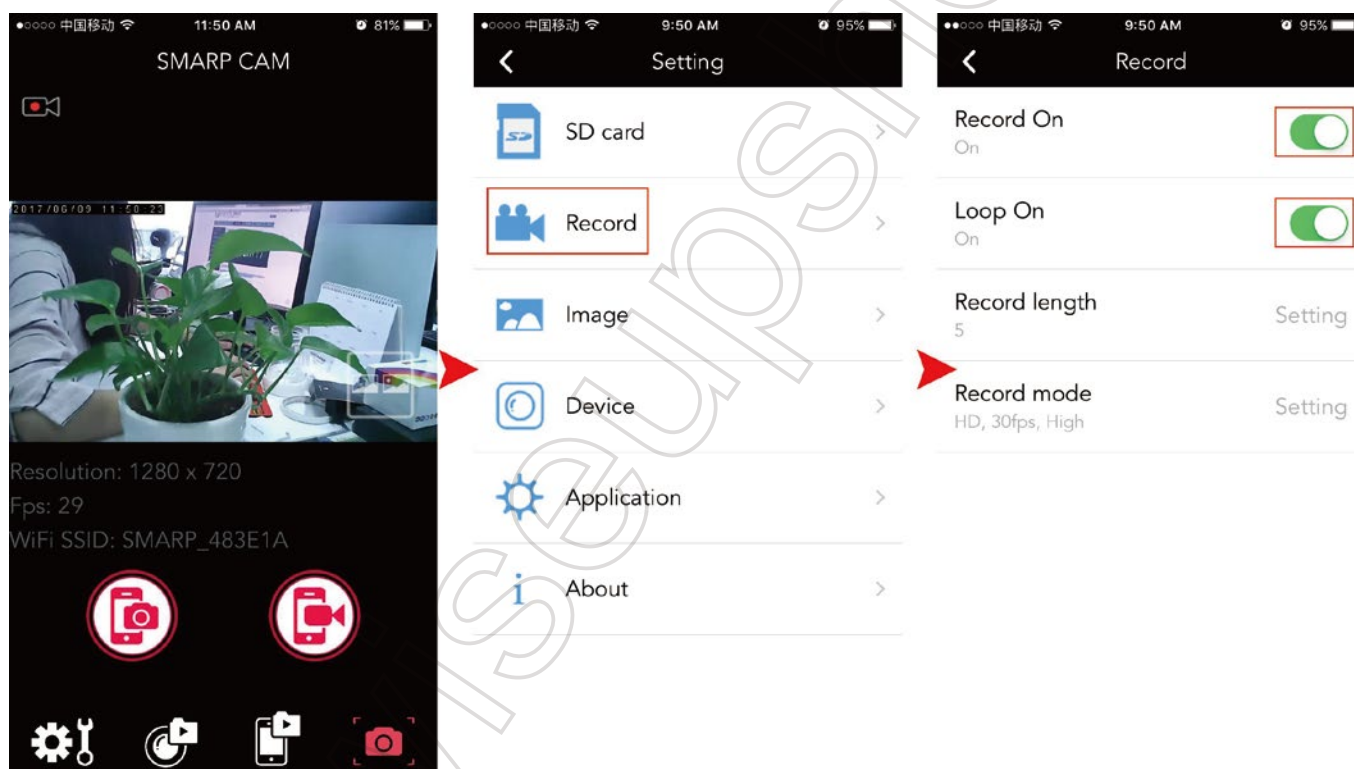 中国移动 11:50 AM 81%
SMARP CAM
2017/06/09 11:50:23
Resolution: 1280 x 720
Fps: 29
WiFi SSID: SMARP_483E1A
中国移动 9:50 AM 95%
Setting
SD card
Record
Image
Device
Application
i About
中国移动 9:50 AM 95%
Record
Record On
On
Loop On
On
Record length
5
Setting
Record mode
HD, 30fps, High
Setting